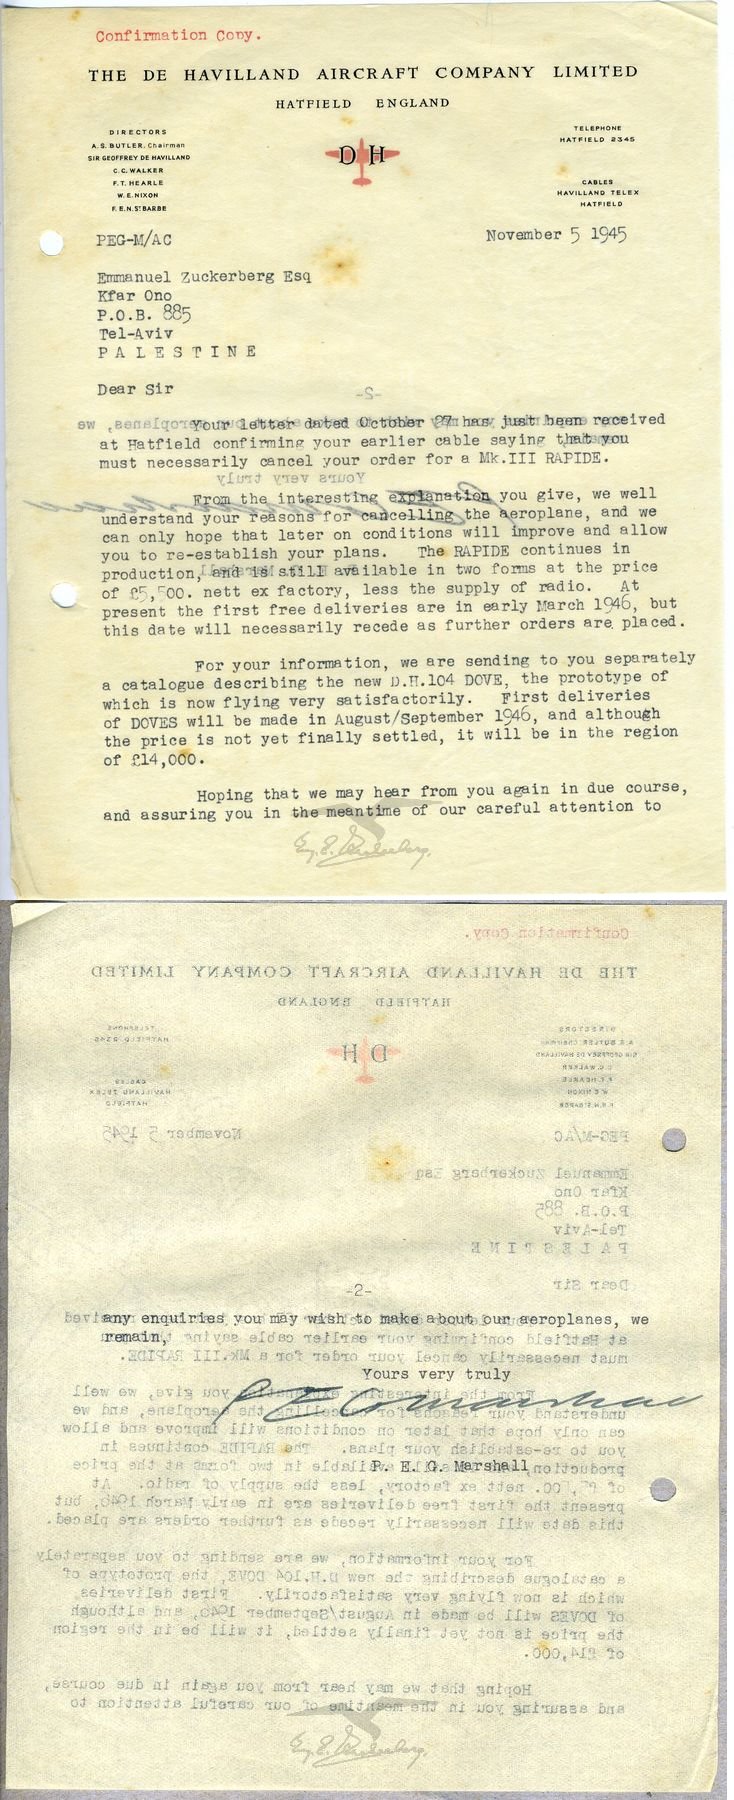 Confirmation Copy.
THE DE HAVILLAND AIRCRAFT COMPANY LIMITED
HATFIELD ENGLAND
DIRECTORS
A. S. BUTLER, Chairman
SIR GEOFFREY DE HAVILLAND
C. C. WALKER
F. T. HEARLE
W. E. NIXON
F. E. N. ST BARBE
D H
TELEPHONE
HATFIELD 2345
CABLES
HAVILLAND TELEX
HATFIELD
PEG-M/AC
November 5 1945
Emmanuel Zuckerberg Esq
Kfar Ono
P.O.B. 885
Tel-Aviv
PALESTINE
Dear Sir
Your letter dated October 27 has just been received
at Hatfield confirming your earlier cable saying that you
must necessarily cancel your order for a Mk.III RAPIDE.
From the interesting explanation you give, we well
understand your reasons for cancelling the aeroplane, and we
can only hope that later on conditions will improve and allow
you to re-establish your plans. The RAPIDE continues in
production, and is still available in two forms at the price
of £5,500. nett ex factory, less the supply of radio. At
present the first free deliveries are in early March 1946, but
this date will necessarily recede as further orders are placed.
For your information, we are sending to you separately
a catalogue describing the new D.H.104 DOVE, the prototype of
which is now flying very satisfactorily. First deliveries
of DOVES will be made in August/September 1946, and although
the price is not yet finally settled, it will be in the region
of £14,000.
Hoping that we may hear from you again in due course,
and assuring you in the meantime of our careful attention to
-2-
any enquiries you may wish to make about our aeroplanes, we
remain,
Yours very truly
P. E. G. Marshall